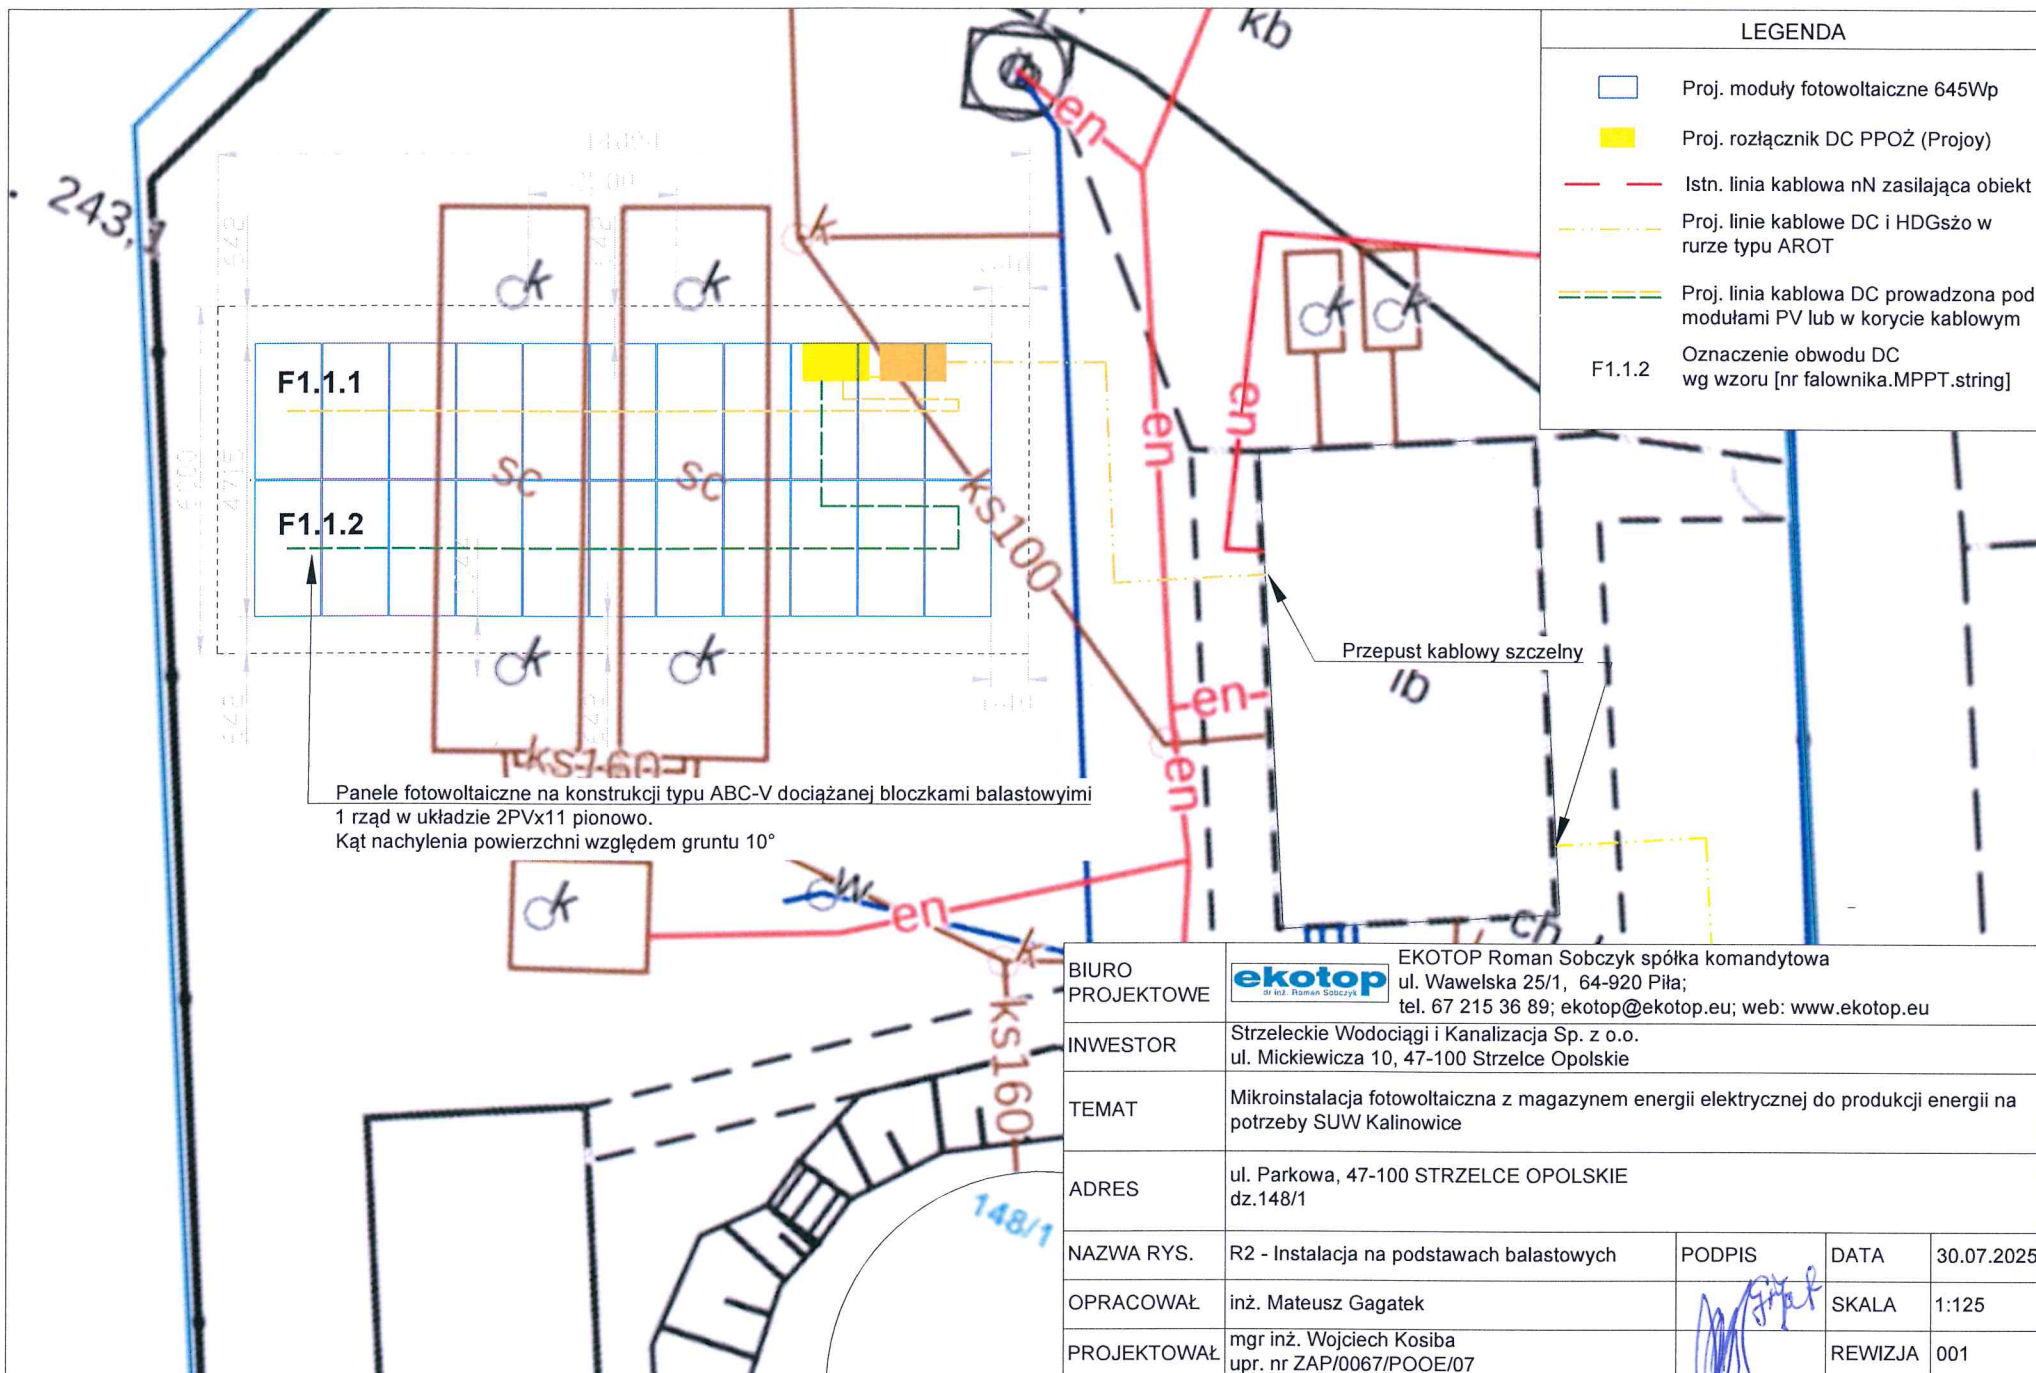 LEGENDA
Proj. moduły fotowoltaiczne 645Wp
Proj. rozłącznik DC PPOŻ (Projoy)
Istn. linia kablowa nN zasilająca obiekt
Proj. linie kablowe DC i HDGsżo w
rurze typu AROT
Proj. linia kablowa DC prowadzona pod
modułami PV lub w korycie kablowym
F1.1.2
Oznaczenie obwodu DC
wg wzoru [nr falownika.MPPT.string]
kb
en
243,1
k
k
k
k
k
F1.1.1
en
en
sc
sc
ks100
F1.1.2
6000
4715
Przepust kablowy szczelny
k
k
ib
en
ks160
en
Panele fotowoltaiczne na konstrukcji typu ABC-V dociążanej bloczkami balastowyimi
1 rząd w układzie 2PVx11 pionowo.
Kąt nachylenia powierzchni względem gruntu 10°
k
w
en
k
ch
ks160
148/1
BIURO
PROJEKTOWE
ekotop
dr inż. Roman Sobczyk
EKOTOP Roman Sobczyk spółka komandytowa
ul. Wawelska 25/1, 64-920 Piła;
tel. 67 215 36 89; ekotop@ekotop.eu; web: www.ekotop.eu
INWESTOR
Strzeleckie Wodociągi i Kanalizacja Sp. z o.o.
ul. Mickiewicza 10, 47-100 Strzelce Opolskie
TEMAT
Mikroinstalacja fotowoltaiczna z magazynem energii elektrycznej do produkcji energii na
potrzeby SUW Kalinowice
ADRES
ul. Parkowa, 47-100 STRZELCE OPOLSKIE
dz.148/1
NAZWA RYS.
R2 - Instalacja na podstawach balastowych
PODPIS
DATA
30.07.2025
OPRACOWAŁ
inż. Mateusz Gagatek
SKALA
1:125
PROJEKTOWAŁ
mgr inż. Wojciech Kosiba
upr. nr ZAP/0067/POOE/07
REWIZJA
001